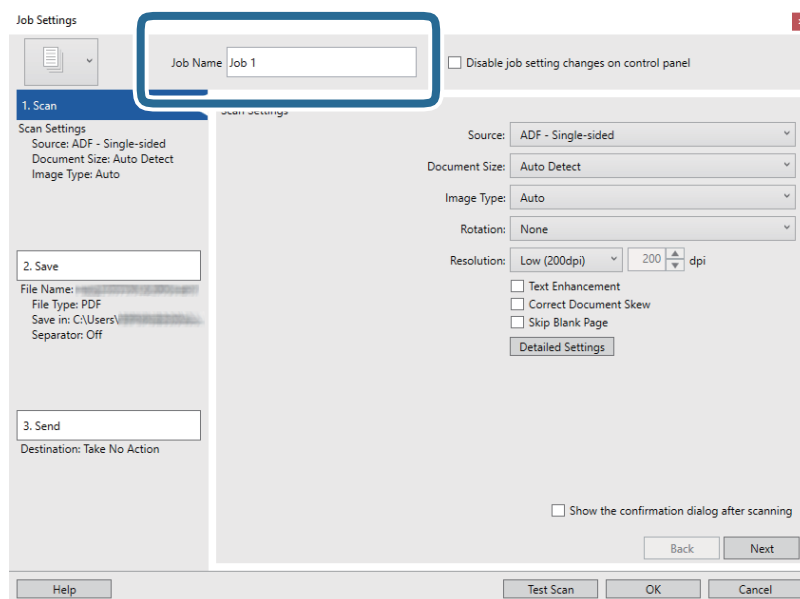 Job Settings
Job Name Job 1
Disable job setting changes on control panel
1. Scan
Scan Settings
Source: ADF - Single-sided
Document Size: Auto Detect
Image Type: Auto
2. Save
File Name:
File Type: PDF
Save in: C:\Users\
Separator: Off
3. Send
Destination: Take No Action
Scan Settings
Source: ADF - Single-sided
Document Size: Auto Detect
Image Type: Auto
Rotation: None
Resolution: Low (200dpi) 200 dpi
Text Enhancement
Correct Document Skew
Skip Blank Page
Detailed Settings
Show the confirmation dialog after scanning
Back Next
Help Test Scan OK Cancel